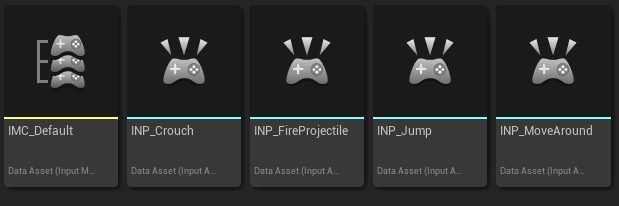 IMC_Default
INP_Crouch
INP_FireProjectile
INP_Jump
INP_MoveAround
Data Asset (Input M...
Data Asset (Input A...
Data Asset (Input A...
Data Asset (Input A...
Data Asset (Input A...